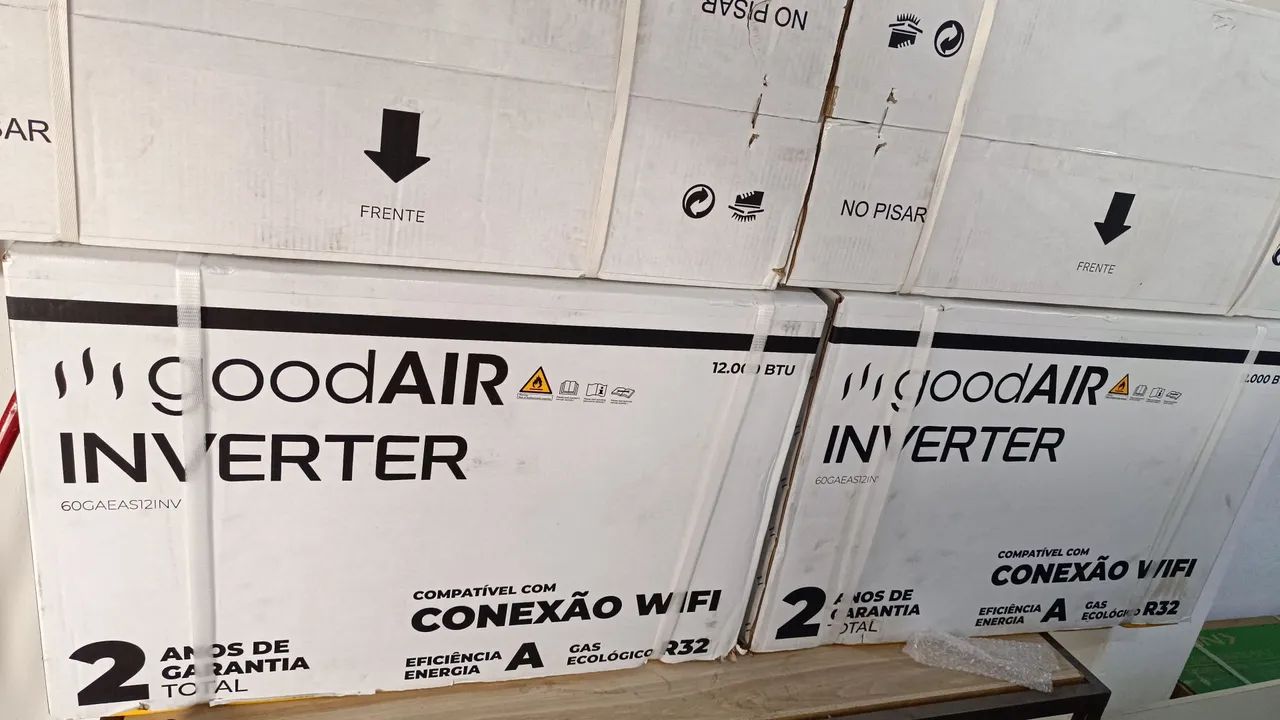 NO PISAR
FRENTE
NO PISAR
FRENTE
goodAIR
12.000 BTU
INVERTER
60GAEAS12INV
COMPATÍVEL COM
CONEXÃO WIFI
2 ANOS DE
GARANTIA
TOTAL
EFICIÊNCIA
ENERGIA A
GAS
ECOLÓGICO R32
goodAIR
INVERTER
60GAEAS12IN
COMPATÍVEL COM
CONEXÃO WIFI
2 ANOS DE
GARANTIA
TOTAL
EFICIÊNCIA
ENERGIA A
GAS
ECOLÓGICO R32